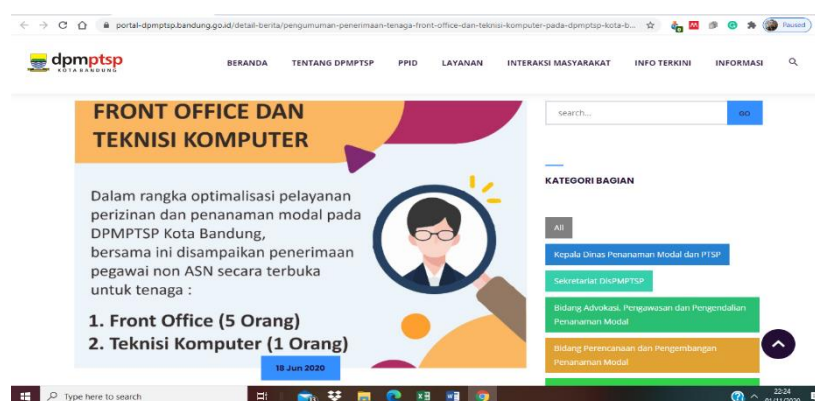 portal-dpmptsp.bandung.go.id/detail-berita/pengumuman-penerimaan-tenaga-front-office-dan-teknisi-komputer-pada-dpmptsp-kota-b...
Paused
dpmptsp
KOTA BANDUNG
BERANDA TENTANG DPMPTSP PPID LAYANAN INTERAKSI MASYARAKAT INFO TERKINI INFORMASI
FRONT OFFICE DAN
TEKNISI KOMPUTER
Dalam rangka optimalisasi pelayanan
perizinan dan penanaman modal pada
DPMPTSP Kota Bandung,
bersama ini disampaikan penerimaan
pegawai non ASN secara terbuka
untuk tenaga :
1. Front Office (5 Orang)
2. Teknisi Komputer (1 Orang)
18 Jun 2020
search...
GO
KATEGORI BAGIAN
All
Kepala Dinas Penanaman Modal dan PTSP
Sekretariat DisPMPTSP
Bidang Advokasi, Pengawasan dan Pengendalian
Penanaman Modal
Bidang Perencanaan dan Pengembangan
Penanaman Modal
Type here to search
22:24
01/11/2020